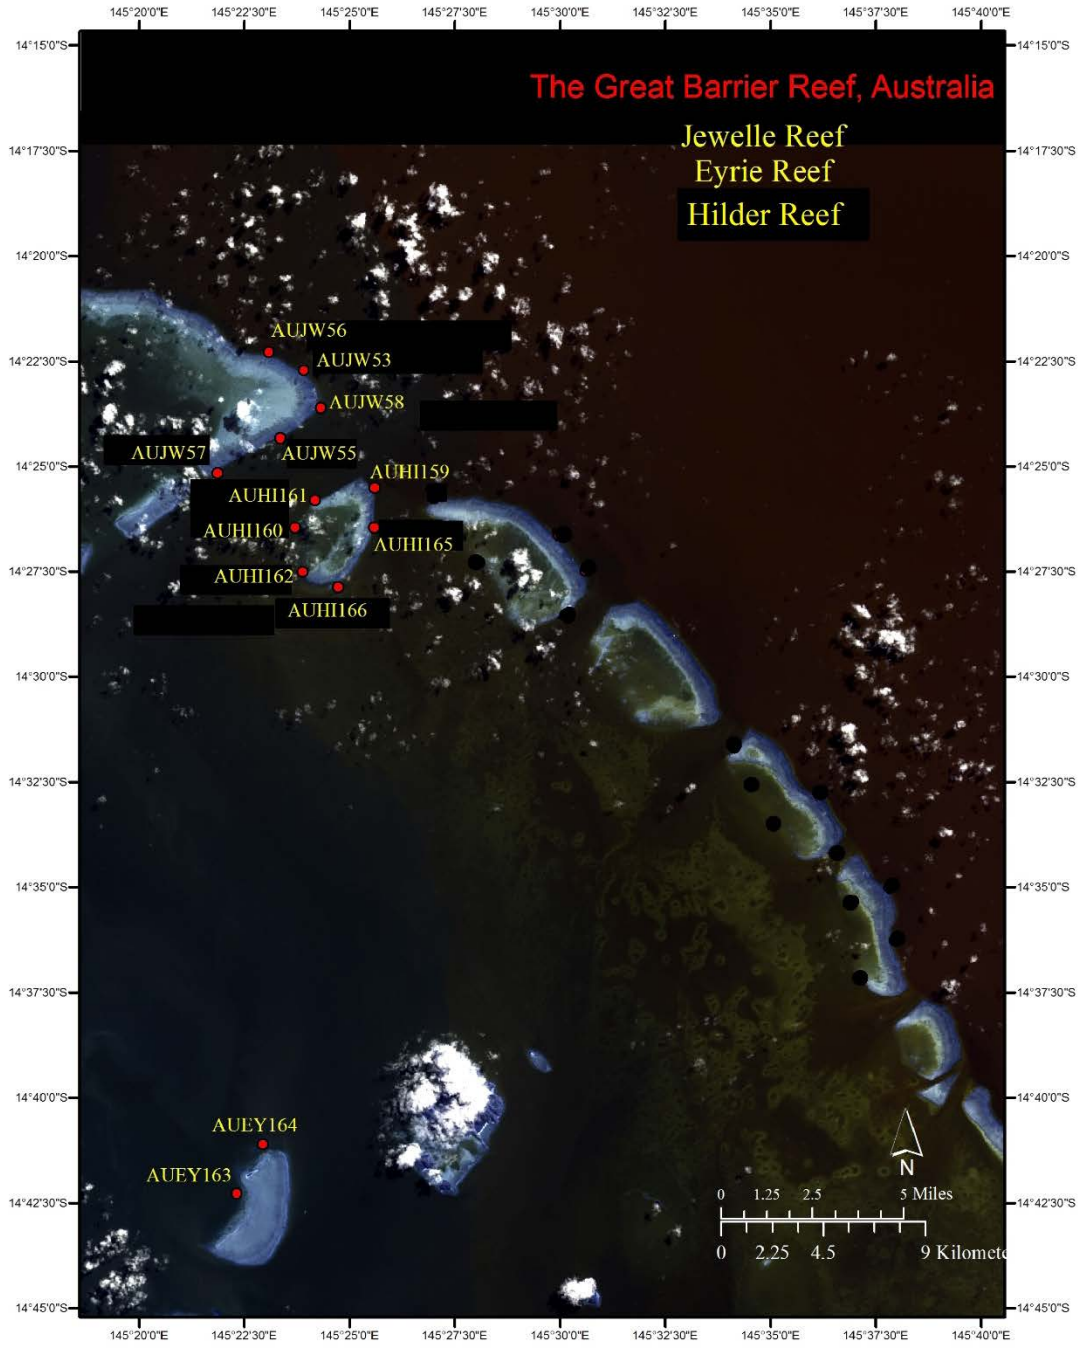 145°20'0"E 145°22'30"E 145°25'0"E 145°27'30"E 145°30'0"E 145°32'30"E 145°35'0"E 145°37'30"E 145°40'0"E
14°15'0"S 14°15'0"S
The Great Barrier Reef, Australia
Jewelle Reef
14°17'30"S 14°17'30"S
Eyrie Reef
Hilder Reef
14°20'0"S 14°20'0"S
AUJW56
14°22'30"S AUJW53 14°22'30"S
AUJW58
AUJW57 AUJW55
14°25'0"S AUHI159 14°25'0"S
AUHI161
AUHI160 AUHI165
14°27'30"S AUHI162 14°27'30"S
AUHI166
14°30'0"S 14°30'0"S
14°32'30"S 14°32'30"S
14°35'0"S 14°35'0"S
14°37'30"S 14°37'30"S
14°40'0"S 14°40'0"S
AUEY164
N
AUEY163
0 1.25 2.5 5 Miles
14°42'30"S 14°42'30"S
0 2.25 4.5 9 Kilomete
14°45'0"S 14°45'0"S
145°20'0"E 145°22'30"E 145°25'0"E 145°27'30"E 145°30'0"E 145°32'30"E 145°35'0"E 145°37'30"E 145°40'0"E